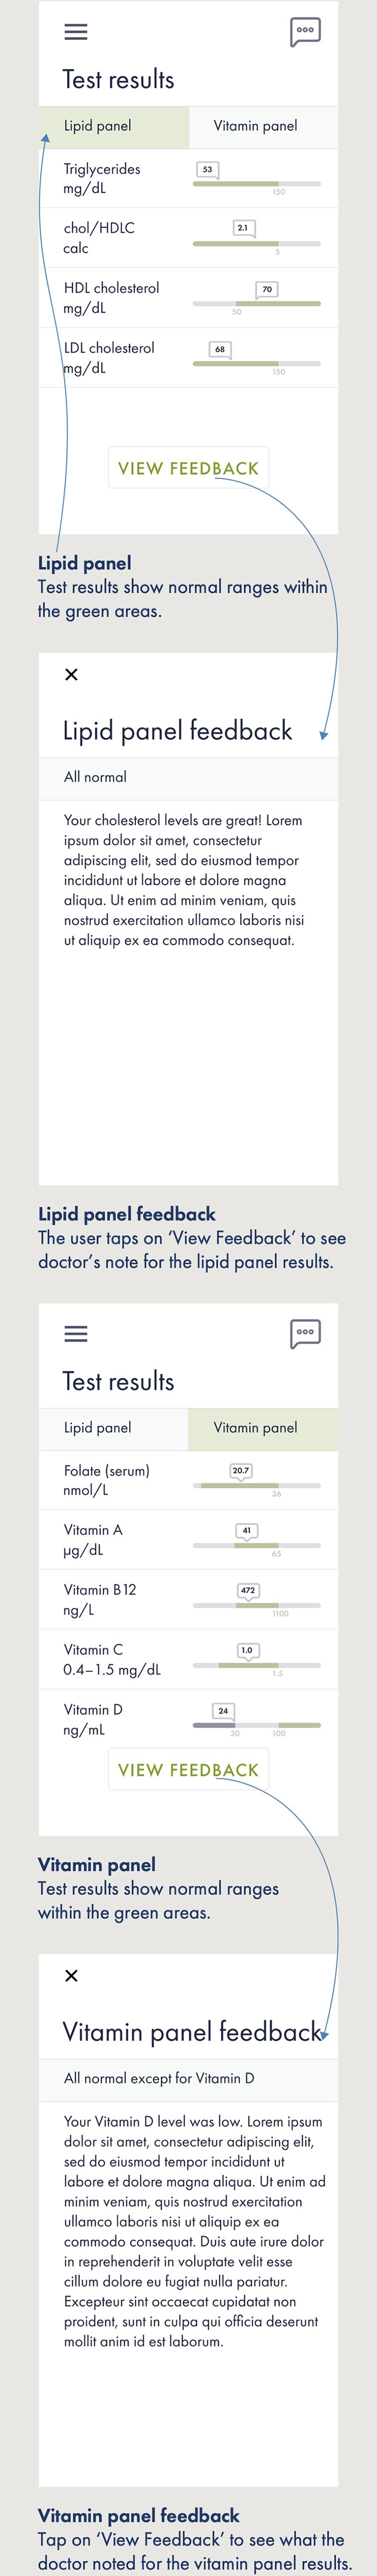 Test results
Lipid panel
Vitamin panel
Triglycerides
mg/dL
53
150
chol/HDLC
calc
2.1
5
HDL cholesterol
mg/dL
70
50
LDL cholesterol
mg/dL
68
150
VIEW FEEDBACK
Lipid panel
Test results show normal ranges within
the green areas.
Lipid panel feedback
All normal
Your cholesterol levels are great! Lorem
ipsum dolor sit amet, consectetur
adipiscing elit, sed do eiusmod tempor
incididunt ut labore et dolore magna
aliqua. Ut enim ad minim veniam, quis
nostrud exercitation ullamco laboris nisi
ut aliquip ex ea commodo consequat.
Lipid panel feedback
The user taps on ‘View Feedback’ to see
doctor’s note for the lipid panel results.
Test results
Lipid panel
Vitamin panel
Folate (serum)
nmol/L
20.7
36
Vitamin A
µg/dL
41
65
Vitamin B12
ng/L
472
1100
Vitamin C
0.4–1.5 mg/dL
1.0
1.5
Vitamin D
ng/mL
24
30
100
VIEW FEEDBACK
Vitamin panel
Test results show normal ranges
within the green areas.
Vitamin panel feedback
All normal except for Vitamin D
Your Vitamin D level was low. Lorem ipsum
dolor sit amet, consectetur adipiscing elit,
sed do eiusmod tempor incididunt ut
labore et dolore magna aliqua. Ut enim ad
minim veniam, quis nostrud exercitation
ullamco laboris nisi ut aliquip ex ea
commodo consequat. Duis aute irure dolor
in reprehenderit in voluptate velit esse
cillum dolore eu fugiat nulla pariatur.
Excepteur sint occaecat cupidatat non
proident, sunt in culpa qui officia deserunt
mollit anim id est laborum.
Vitamin panel feedback
Tap on ‘View Feedback’ to see what the
doctor noted for the vitamin panel results.